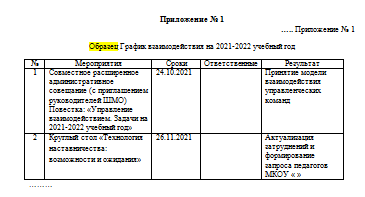 Приложение № 1
..... Приложение № 1
Образец График взаимодействия на 2021-2022 учебный год
№ Мероприятия Сроки Ответственные Результат
1 Совместное расширенное административное совещание (с приглашением руководителей ШМО) Повестка: «Управление взаимодействием. Задачи на 2021-2022 учебный год» 24.10.2021 Принятие модели взаимодействия управленческих команд
2 Круглый стол «Технология наставничества: возможности и ожидания» 26.11.2021 Актуализация затруднений и формирование запроса педагогов МКОУ « »
.........